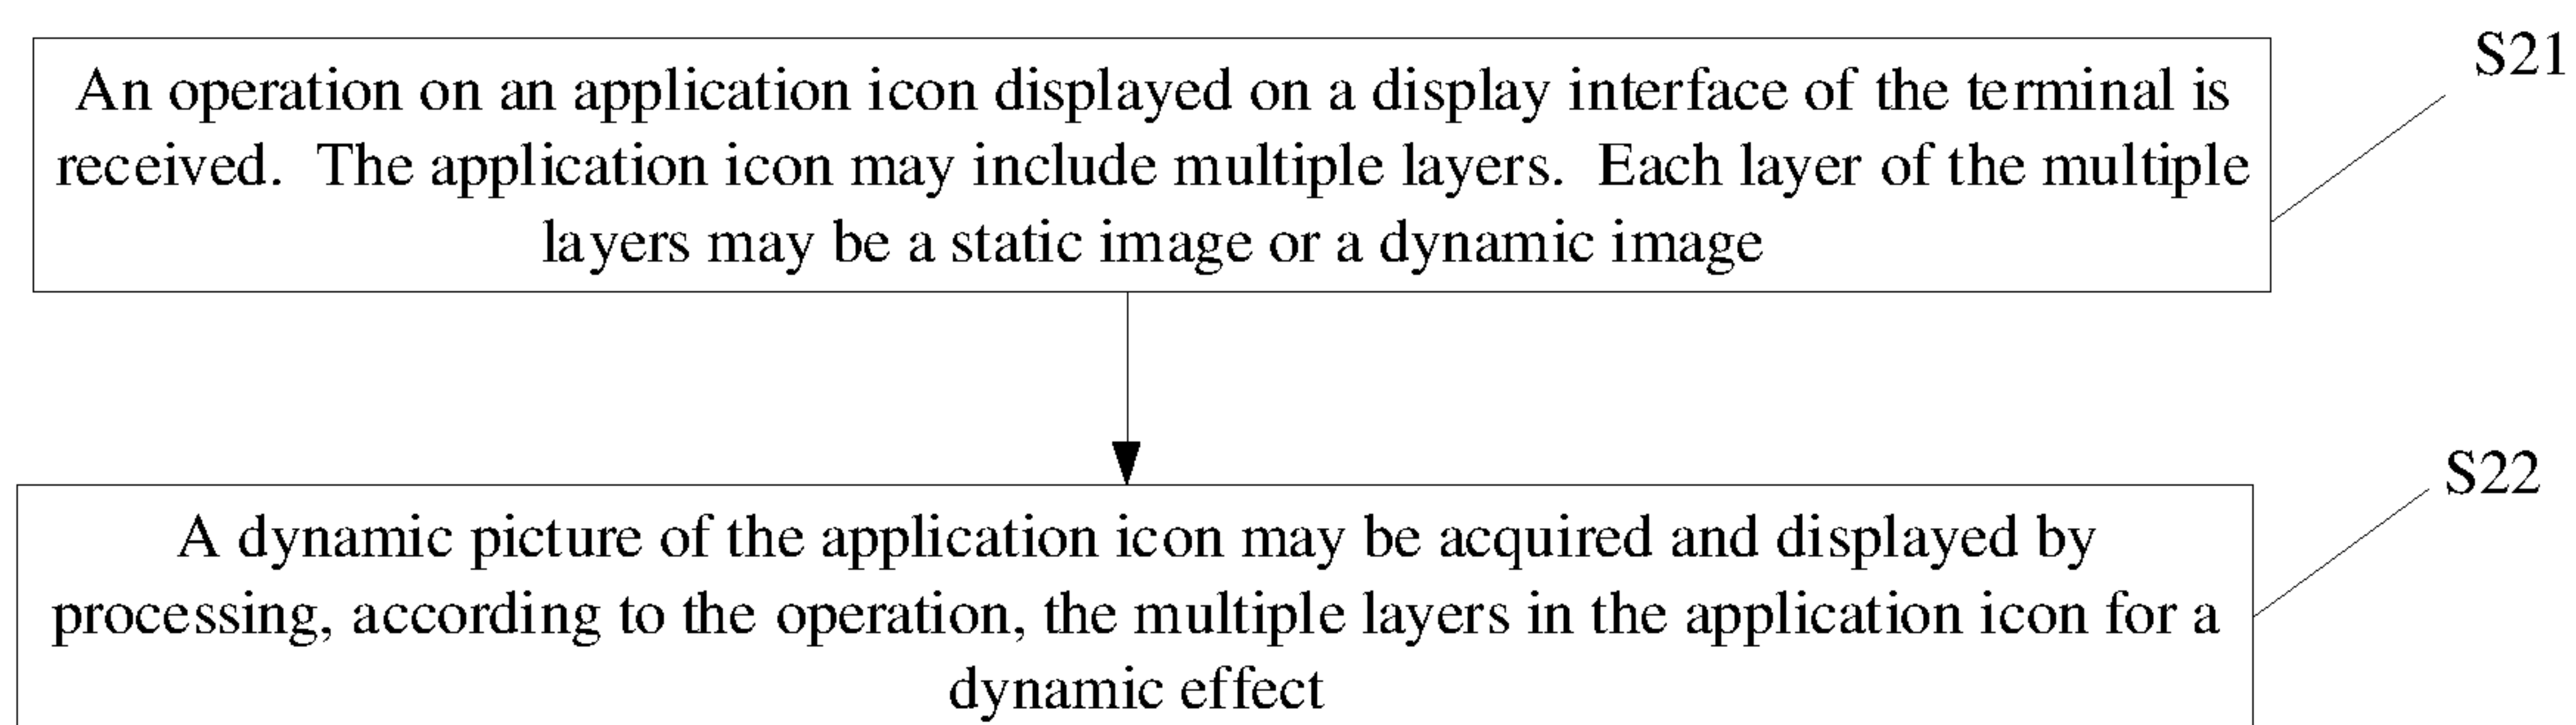 S21
An operation on an application icon displayed on a display interface of the terminal is
received.  The application icon may include multiple layers.  Each layer of the multiple
layers may be a static image or a dynamic image
S22
A dynamic picture of the application icon may be acquired and displayed by
processing, according to the operation, the multiple layers in the application icon for a
dynamic effect